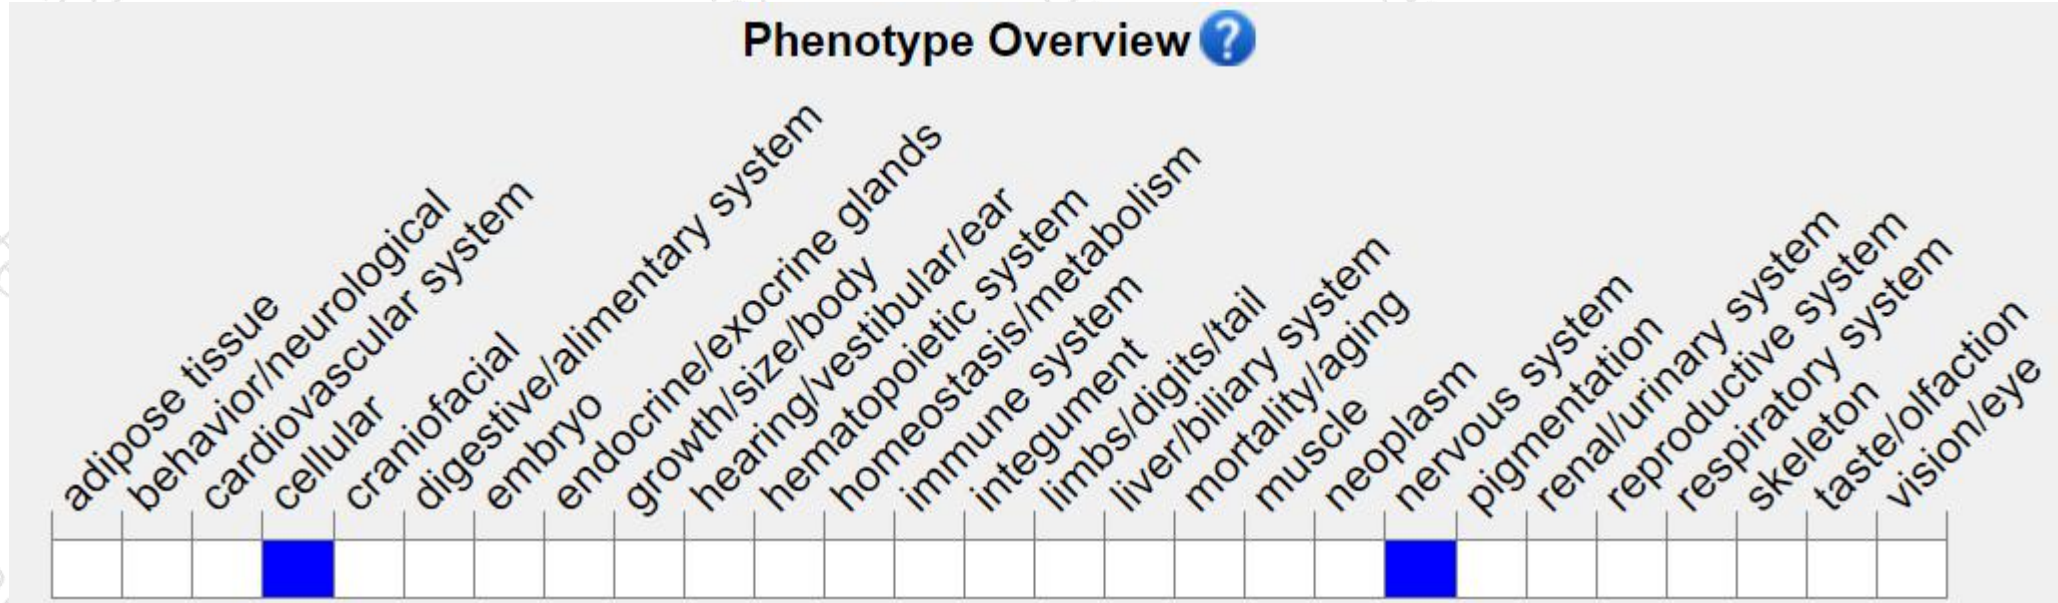 Phenotype Overview ?
adipose tissue
behavior/neurological
cardiovascular system
cellular
craniofacial
digestive/alimentary system
embryo
endocrine/exocrine glands
growth/size/body
hearing/vestibular/ear
hematopoietic system
homeostasis/metabolism
immune system
integument
limbs/digits/tail
liver/biliary system
mortality/aging
muscle
neoplasm
nervous system
pigmentation
renal/urinary system
reproductive system
respiratory system
skeleton
taste/olfaction
vision/eye